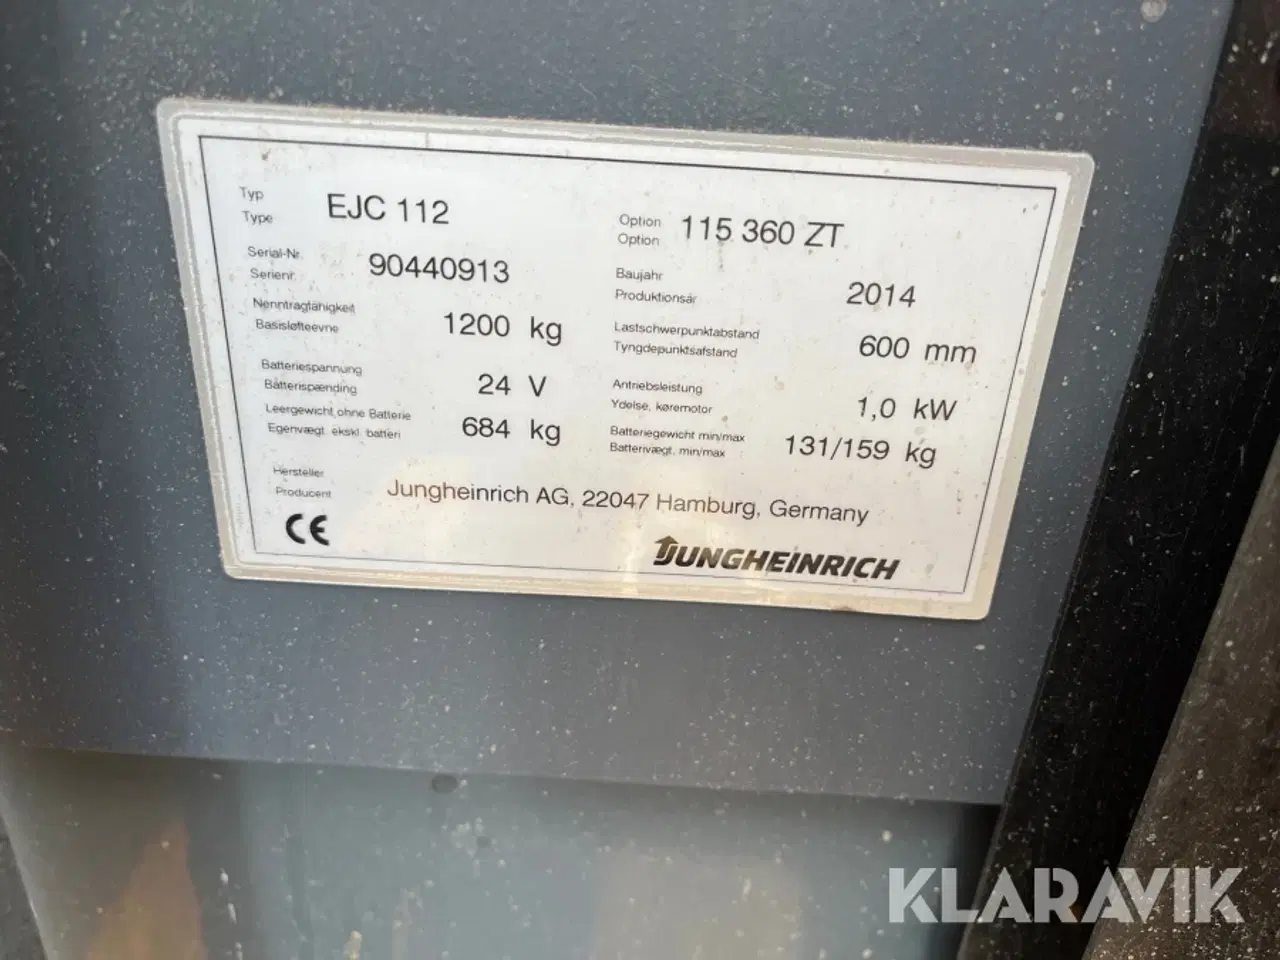 Typ
Type
EJC 112
Option
Option
115 360 ZT
Serial-Nr.
Serienr.
90440913
Baujahr
Produktionsår
2014
Nenntragfähigkeit
Basisløfteevne
1200 kg
Lastschwerpunktabstand
Tyngdepunktsafstand
600 mm
Batteriespannung
Batterispænding
24 V
Antriebsleistung
Ydelse, køremotor
1,0 kW
Leergewicht ohne Batterie
Egenvægt. ekskl. batteri
684 kg
Batteriegewicht min/max
Batterivægt. min/max
131/159 kg
Hersteller
Producent
Jungheinrich AG, 22047 Hamburg, Germany
CE
JUNGHEINRICH
KLARAVIK